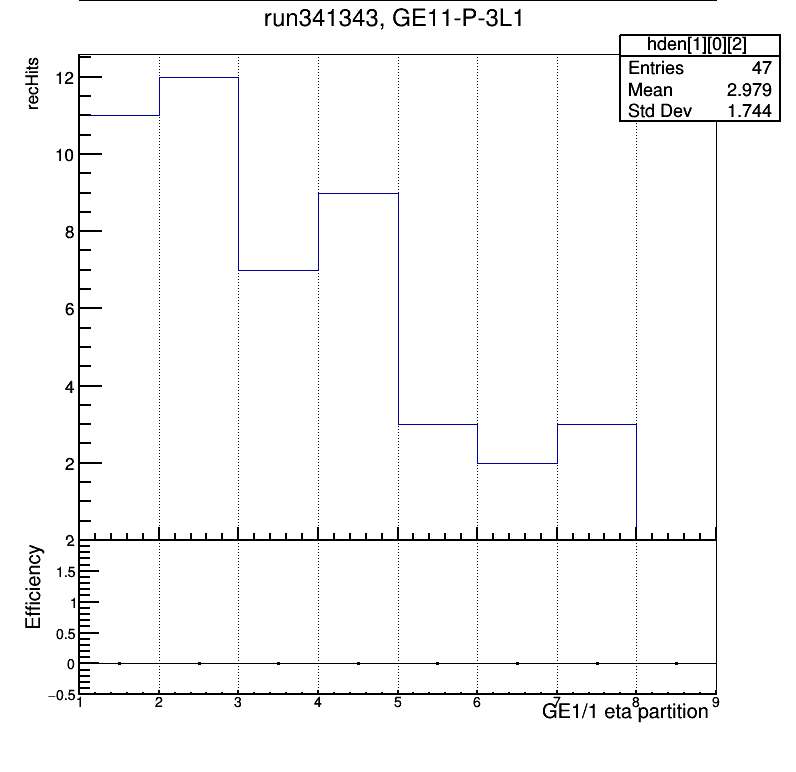 run341343, GE11-P-3L1
hden[1][0][2]
Entries 47
Mean 2.979
Std Dev 1.744
recHits
12
10
8
6
4
2
Efficiency
2
1.5
1
0.5
0
−0.5
1 2 3 4 5 6 7 8 9
GE1/1 eta partition